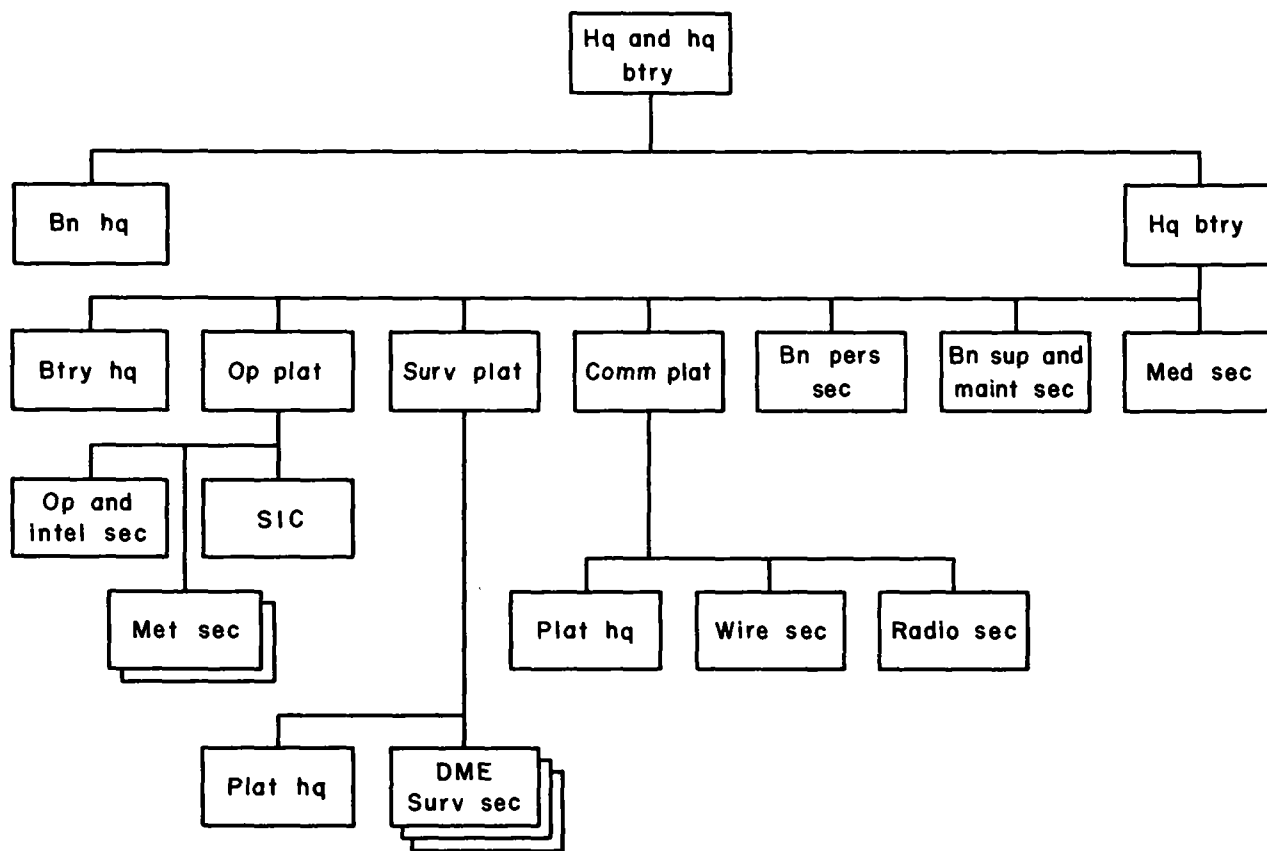 Hq and hq
btry
Bn hq
Hq btry
Btry hq
Op plat
Surv plat
Comm plat
Bn pers
sec
Bn sup and
maint sec
Med sec
Op and
intel sec
SIC
Met sec
Plat hq
Wire sec
Radio sec
Plat hq
DME
Surv sec